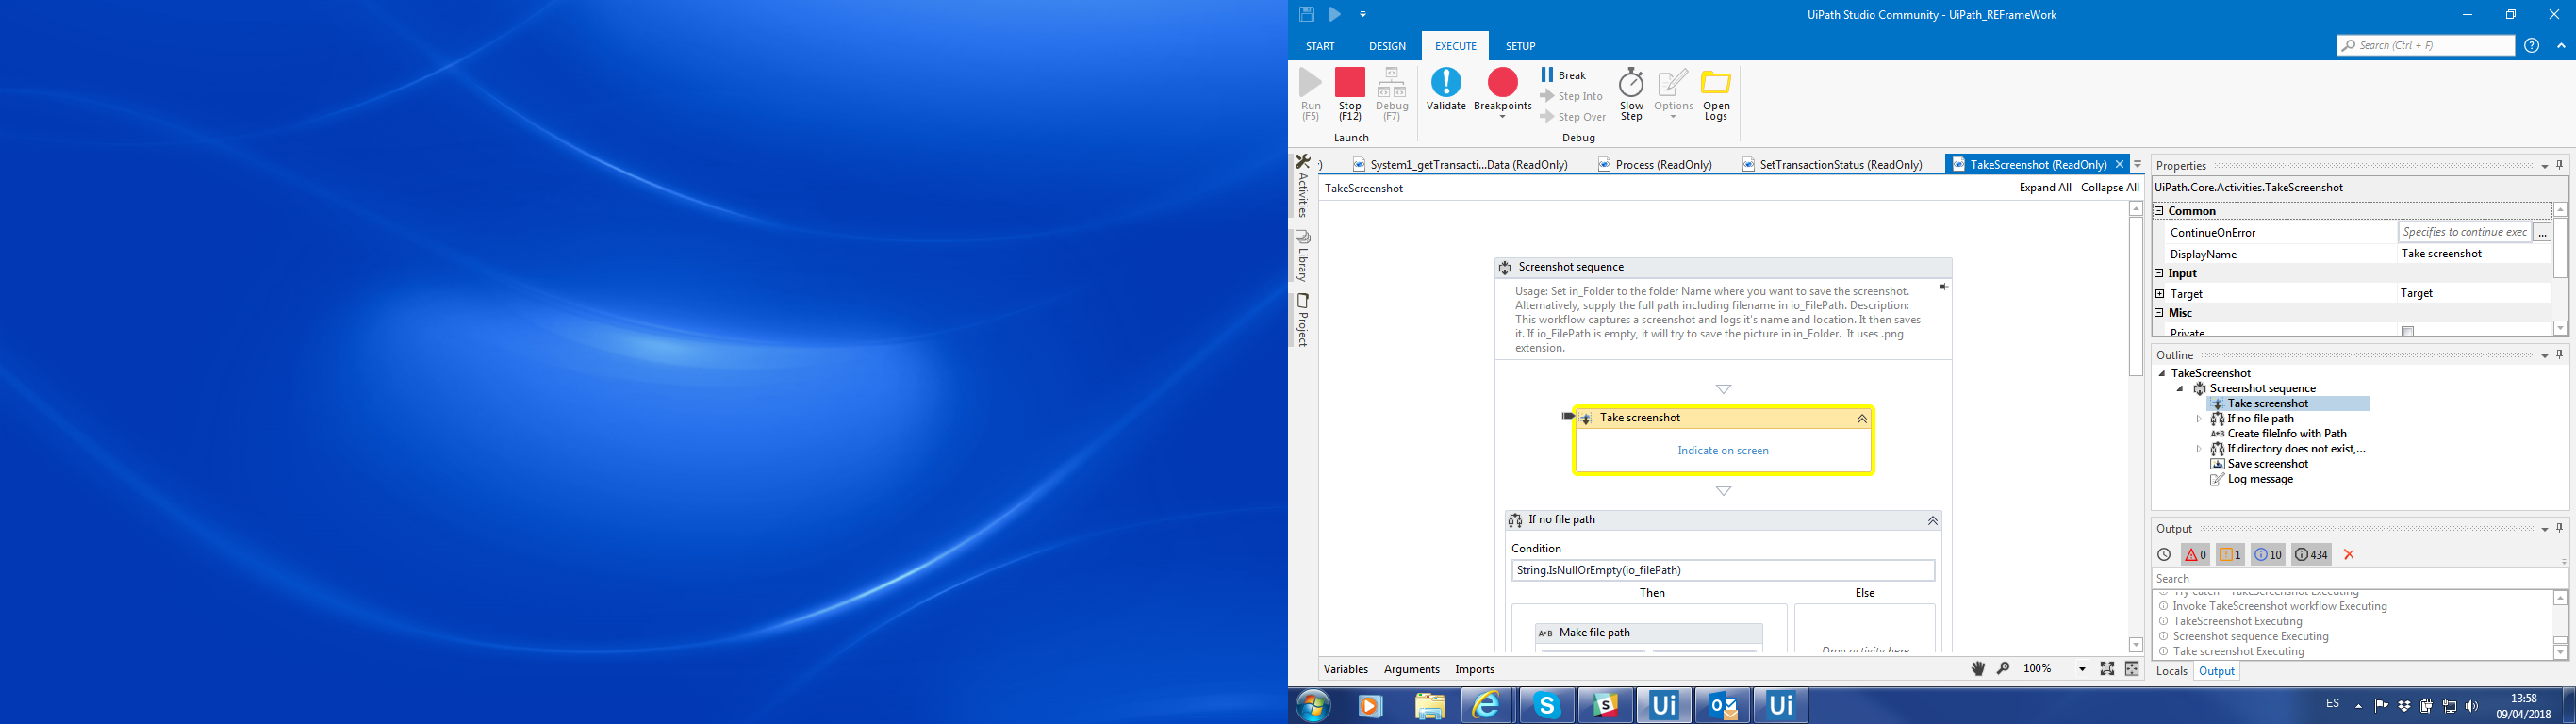 UiPath Studio Community - UiPath_REFrameWork
START DESIGN EXECUTE SETUP
Search (Ctrl + F)
Run (F5)
Stop (F12)
Debug (F7)
Launch
Validate
Breakpoints
Break
Step Into
Step Over
Slow Step
Options
Open Logs
Debug
System1_getTransacti...Data (ReadOnly)
Process (ReadOnly)
SetTransactionStatus (ReadOnly)
TakeScreenshot (ReadOnly)
Activities
Library
Project
TakeScreenshot
Expand All Collapse All
Screenshot sequence
Usage: Set in_Folder to the folder Name where you want to save the screenshot.
Alternatively, supply the full path including filename in io_FilePath. Description:
This workflow captures a screenshot and logs it's name and location. It then saves
it. If io_FilePath is empty, it will try to save the picture in in_Folder. It uses .png
extension.
Take screenshot
Indicate on screen
If no file path
Condition
String.IsNullOrEmpty(io_filePath)
Then Else
Make file path
Drop activity here
Variables Arguments Imports
100%
Properties
UiPath.Core.Activities.TakeScreenshot
Common
ContinueOnError Specifies to continue exec ...
DisplayName Take screenshot
Input
Target Target
Misc
Private
Outline
TakeScreenshot
Screenshot sequence
Take screenshot
If no file path
A+B Create fileInfo with Path
If directory does not exist,...
Save screenshot
Log message
Output
0 1 10 434
Search
Try catch - TakeScreenshot Executing
Invoke TakeScreenshot workflow Executing
TakeScreenshot Executing
Screenshot sequence Executing
Take screenshot Executing
Locals Output
ES
13:58
09/04/2018